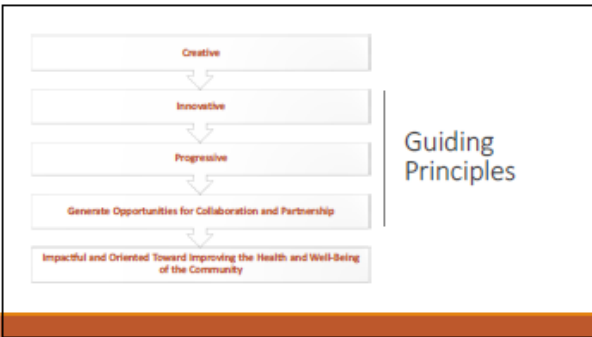 Creative
Innovative
Progressive
Generate Opportunities for Collaboration and Partnership
Impactful and Oriented Toward Improving the Health and Well-Being
of the Community
Guiding
Principles